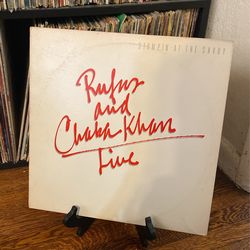 STOMPIN AT THE SAVOY
Rufus
and
Chaka Khan
Live